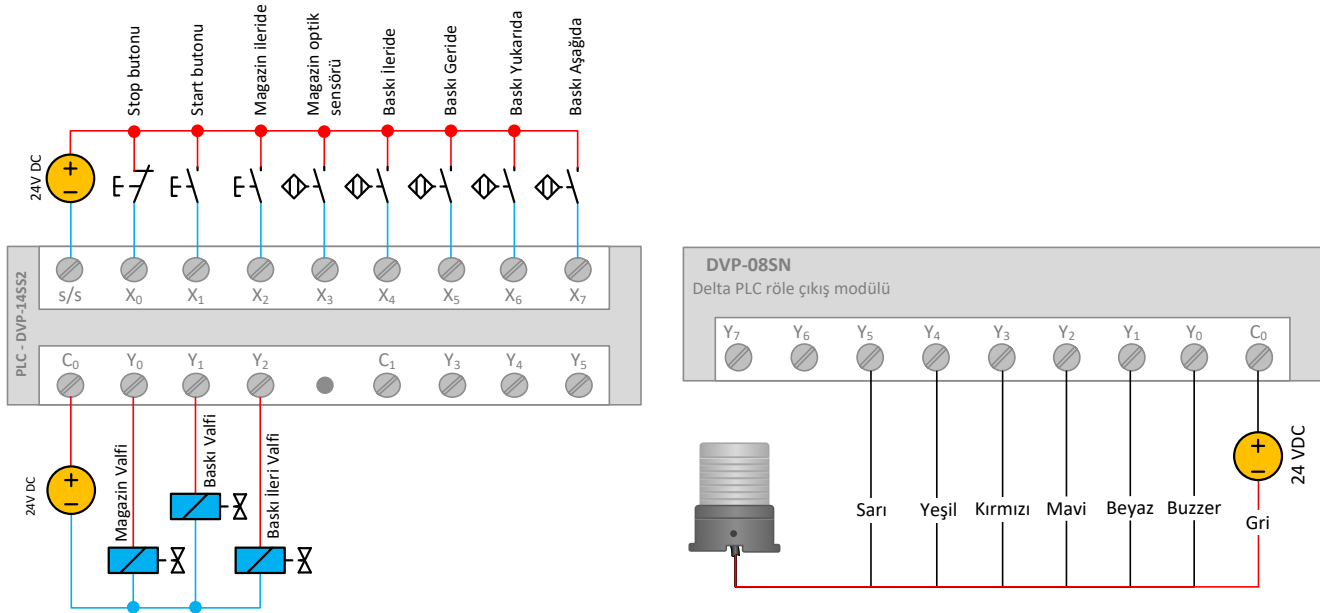 Stop butonu
Start butonu
Magazin ileride
Magazin optik
sensörü
Baskı İleride
Baskı Geride
Baskı Yukarıda
Baskı Aşağıda
24V DC
+
−
PLC - DVP-14SS2
s/s
X0
X1
X2
X3
X4
X5
X6
X7
C0
Y0
Y1
Y2
C1
Y3
Y4
Y5
24V DC
+
−
Magazin Valfi
Baskı Valfi
Baskı İleri Valfi
DVP-08SN
Delta PLC röle çıkış modülü
Y7
Y6
Y5
Y4
Y3
Y2
Y1
Y0
C0
+
−
24 VDC
Sarı
Yeşil
Kırmızı
Mavi
Beyaz
Buzzer
Gri